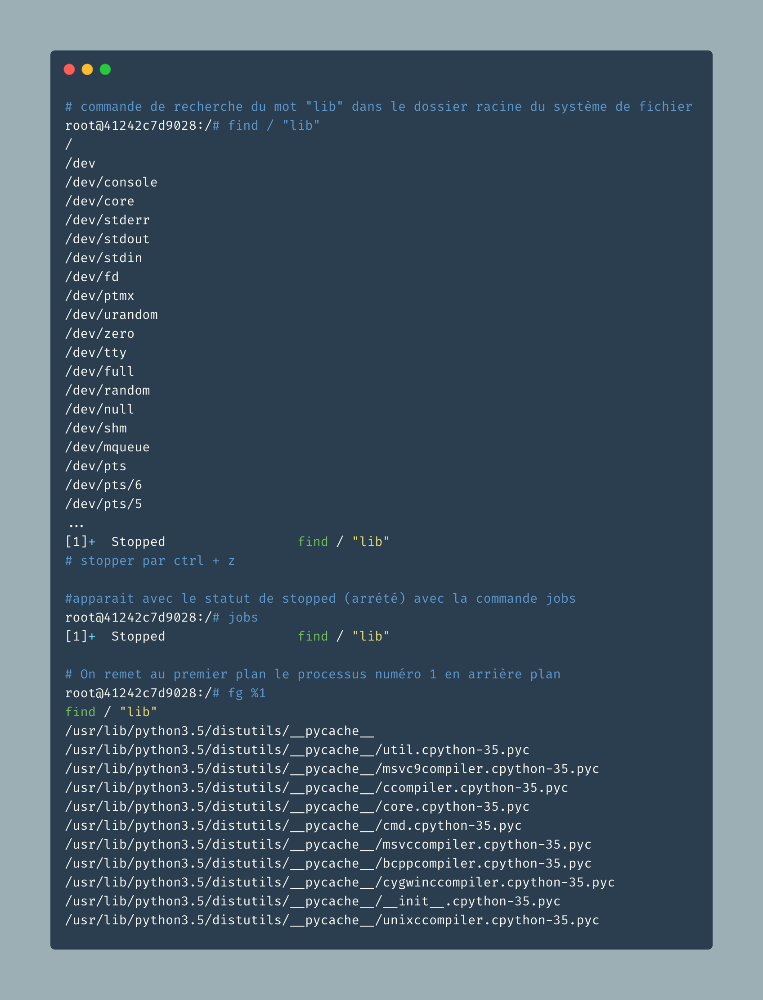 # commande de recherche du mot "lib" dans le dossier racine du système de fichier
root@41242c7d9028:/# find / "lib"
/
/dev
/dev/console
/dev/core
/dev/stderr
/dev/stdout
/dev/stdin
/dev/fd
/dev/ptmx
/dev/urandom
/dev/zero
/dev/tty
/dev/full
/dev/random
/dev/null
/dev/shm
/dev/mqueue
/dev/pts
/dev/pts/6
/dev/pts/5
...
[1]+  Stopped                 find / "lib"
# stopper par ctrl + z

#apparait avec le statut de stopped (arrété) avec la commande jobs
root@41242c7d9028:/# jobs
[1]+  Stopped                 find / "lib"

# On remet au premier plan le processus numéro 1 en arrière plan
root@41242c7d9028:/# fg %1
find / "lib"
/usr/lib/python3.5/distutils/__pycache__
/usr/lib/python3.5/distutils/__pycache__/util.cpython-35.pyc
/usr/lib/python3.5/distutils/__pycache__/msvc9compiler.cpython-35.pyc
/usr/lib/python3.5/distutils/__pycache__/ccompiler.cpython-35.pyc
/usr/lib/python3.5/distutils/__pycache__/core.cpython-35.pyc
/usr/lib/python3.5/distutils/__pycache__/cmd.cpython-35.pyc
/usr/lib/python3.5/distutils/__pycache__/msvccompiler.cpython-35.pyc
/usr/lib/python3.5/distutils/__pycache__/bcppcompiler.cpython-35.pyc
/usr/lib/python3.5/distutils/__pycache__/cygwinccompiler.cpython-35.pyc
/usr/lib/python3.5/distutils/__pycache__/__init__.cpython-35.pyc
/usr/lib/python3.5/distutils/__pycache__/unixccompiler.cpython-35.pyc